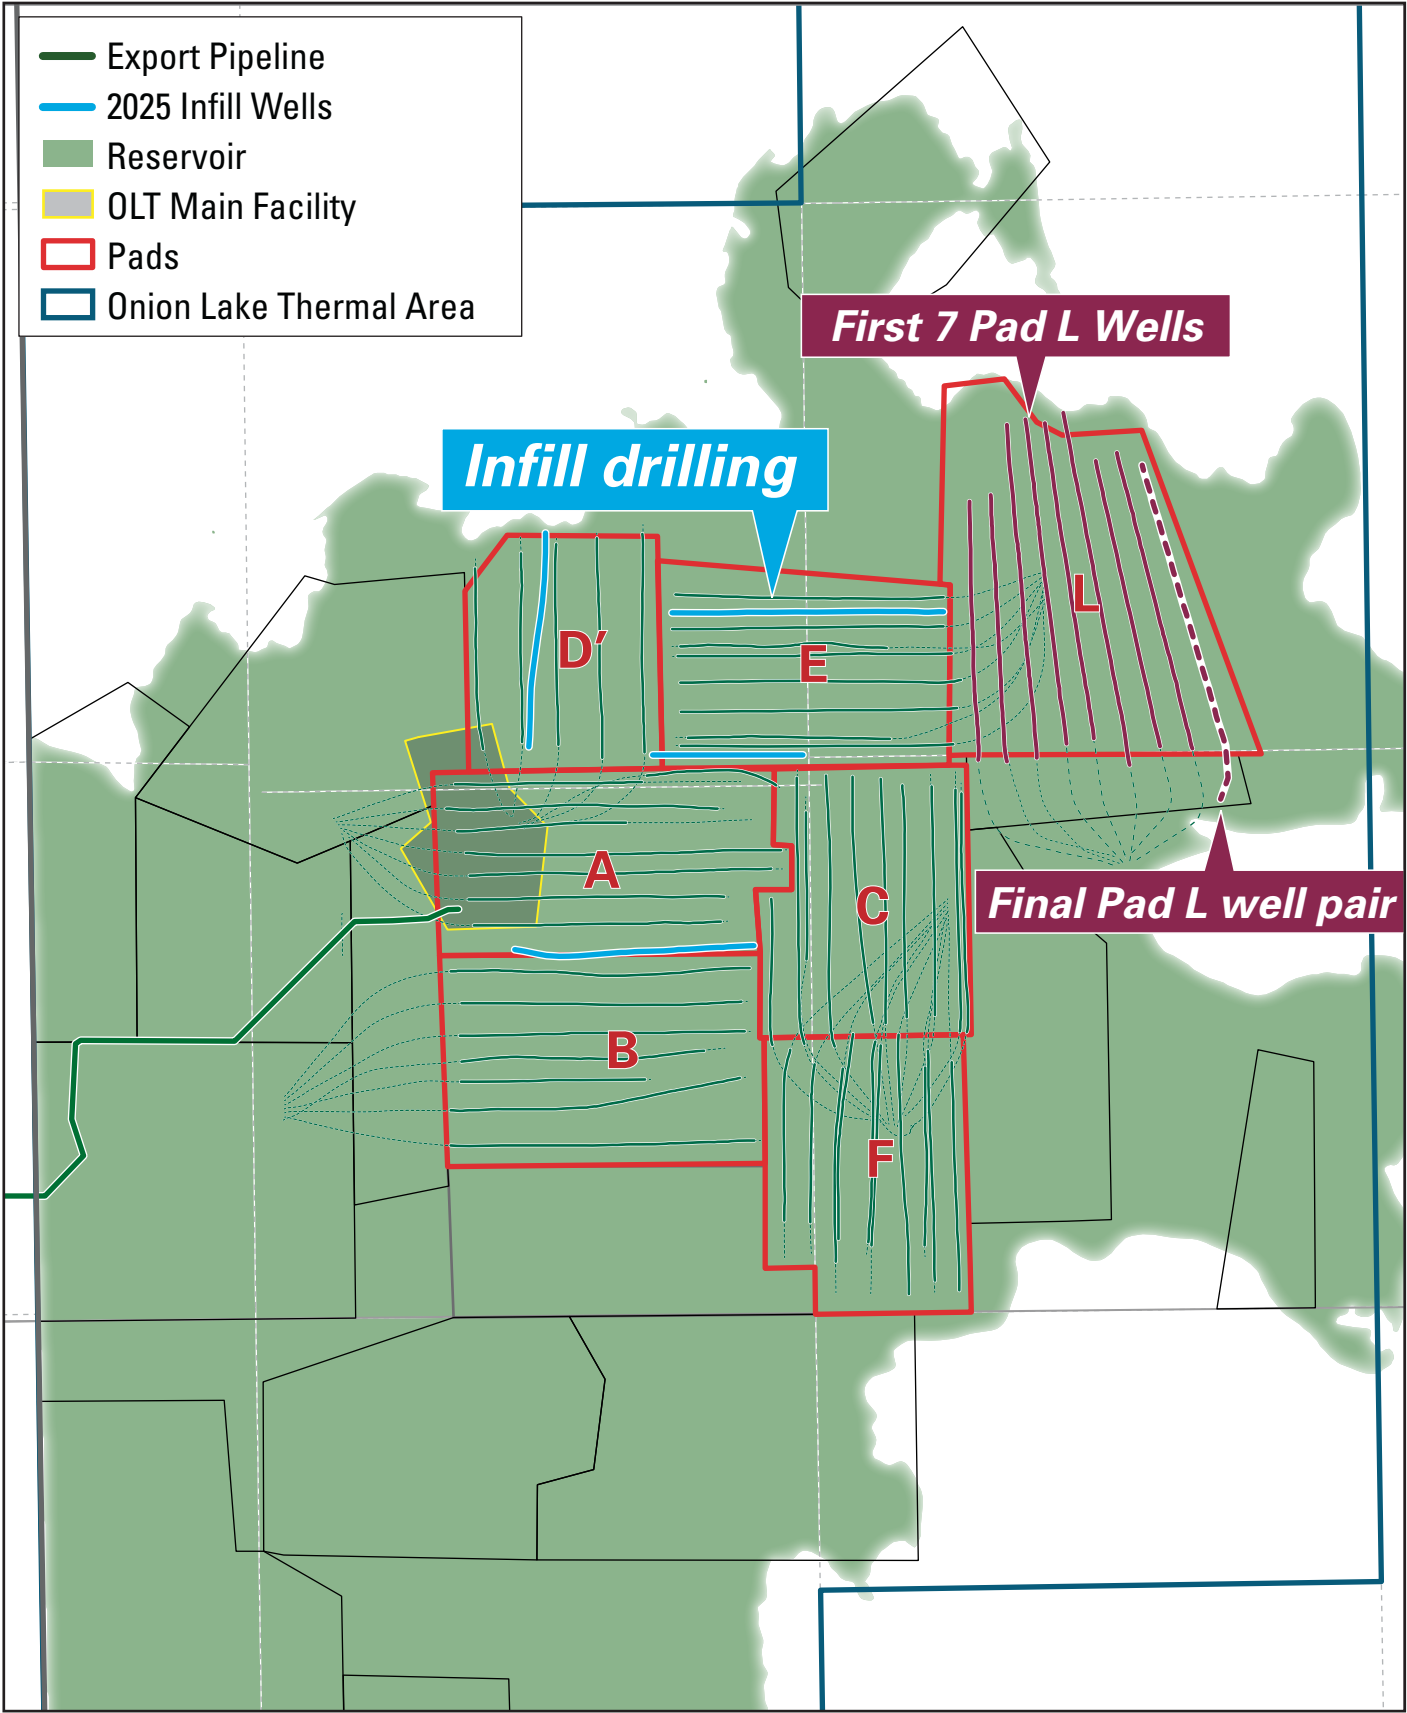 Export Pipeline
2025 Infill Wells
Reservoir
OLT Main Facility
Pads
Onion Lake Thermal Area
First 7 Pad L Wells
Infill drilling
L
D′
E
A
C
Final Pad L well pair
B
F